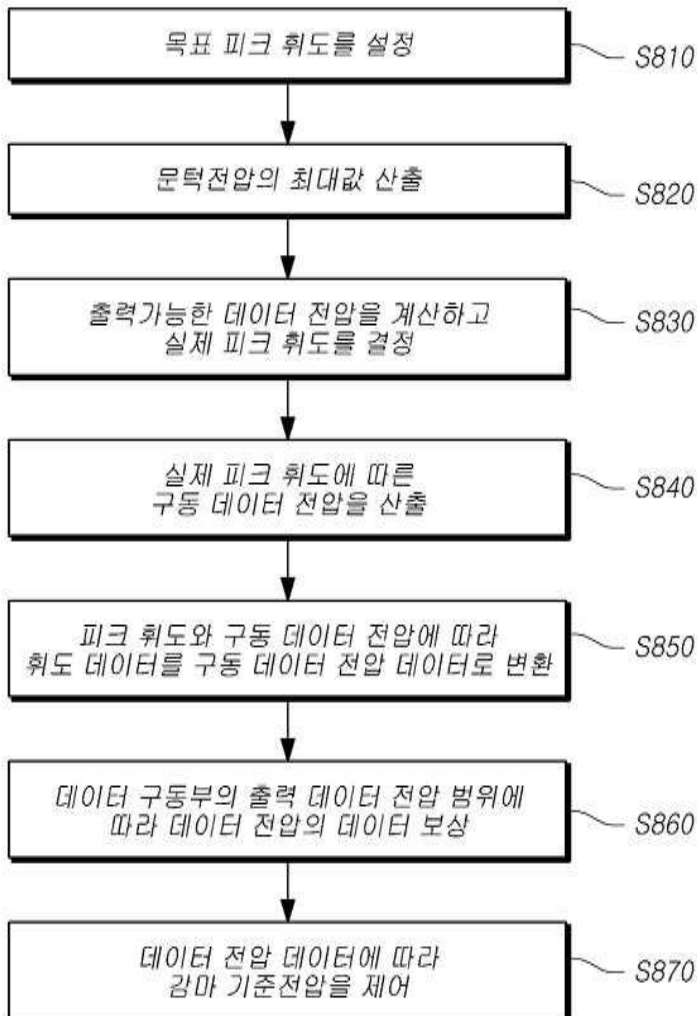 목표 피크 휘도를 설정
S810
문턱전압의 최대값 산출
S820
출력가능한 데이터 전압을 계산하고
실제 피크 휘도를 결정
S830
실제 피크 휘도에 따른
구동 데이터 전압을 산출
S840
피크 휘도와 구동 데이터 전압에 따라
휘도 데이터를 구동 데이터 전압 데이터로 변환
S850
데이터 구동부의 출력 데이터 전압 범위에
따라 데이터 전압의 데이터 보상
S860
데이터 전압 데이터에 따라
감마 기준전압을 제어
S870